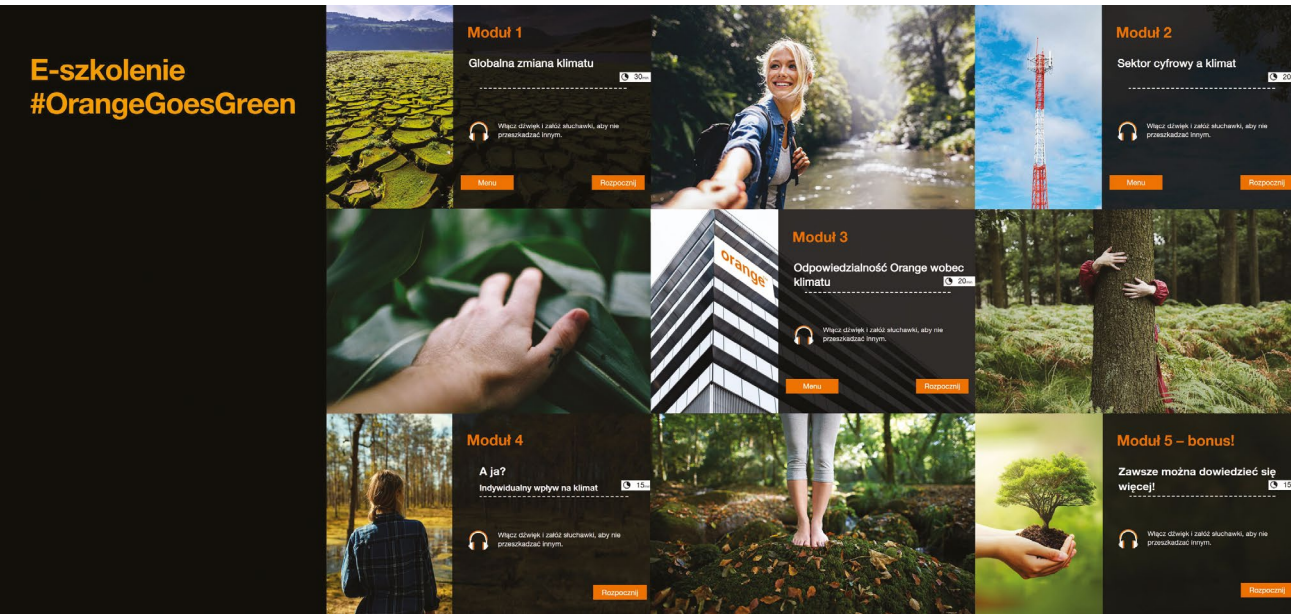 E-szkolenie
#OrangeGoesGreen
Moduł 1
Globalna zmiana klimatu
30min
Włącz dźwięk i załóż słuchawki, aby nie
przeszkadzać innym.
Menu
Rozpocznij
Moduł 2
Sektor cyfrowy a klimat
20
Włącz dźwięk i załóż słuchawki, aby nie
przeszkadzać innym.
Menu
Rozpocznij
Moduł 3
Odpowiedzialność Orange wobec
klimatu
20min
orange
Włącz dźwięk i załóż słuchawki, aby nie
przeszkadzać innym.
Menu
Rozpocznij
Moduł 4
A ja?
Indywidualny wpływ na klimat
15min
Włącz dźwięk i załóż słuchawki, aby nie
przeszkadzać innym.
Rozpocznij
Moduł 5 – bonus!
Zawsze można dowiedzieć się
więcej!
15
Włącz dźwięk i załóż słuchawki, aby nie
przeszkadzać innym.
Rozpocznij